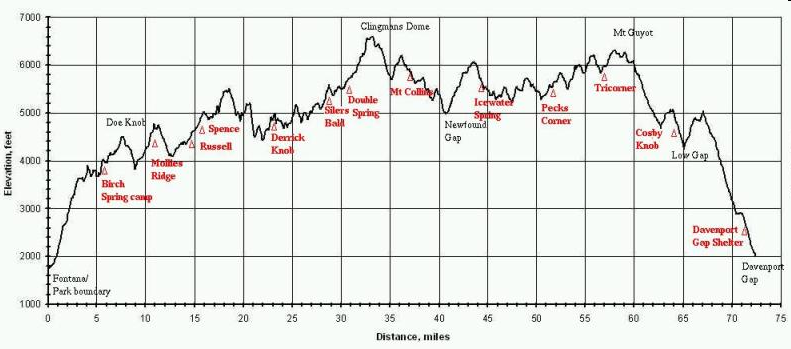 7000
6000
5000
4000
3000
2000
1000
Elevation, feet
Clingmans Dome
Mt Guyot
Doe Knob
Mt Collins
Tricorner
Double
Spring
Silers
Bald
Icewater
Spring
Pecks
Corner
Newfound
Gap
Spence
Russell
Derrick
Knob
Cosby
Knob
Low Gap
Mollies
Ridge
Birch
Spring camp
Davenport
Gap Shelter
Davenport
Gap
Fontana/
Park boundary
0 5 10 15 20 25 30 35 40 45 50 55 60 65 70 75
Distance, miles